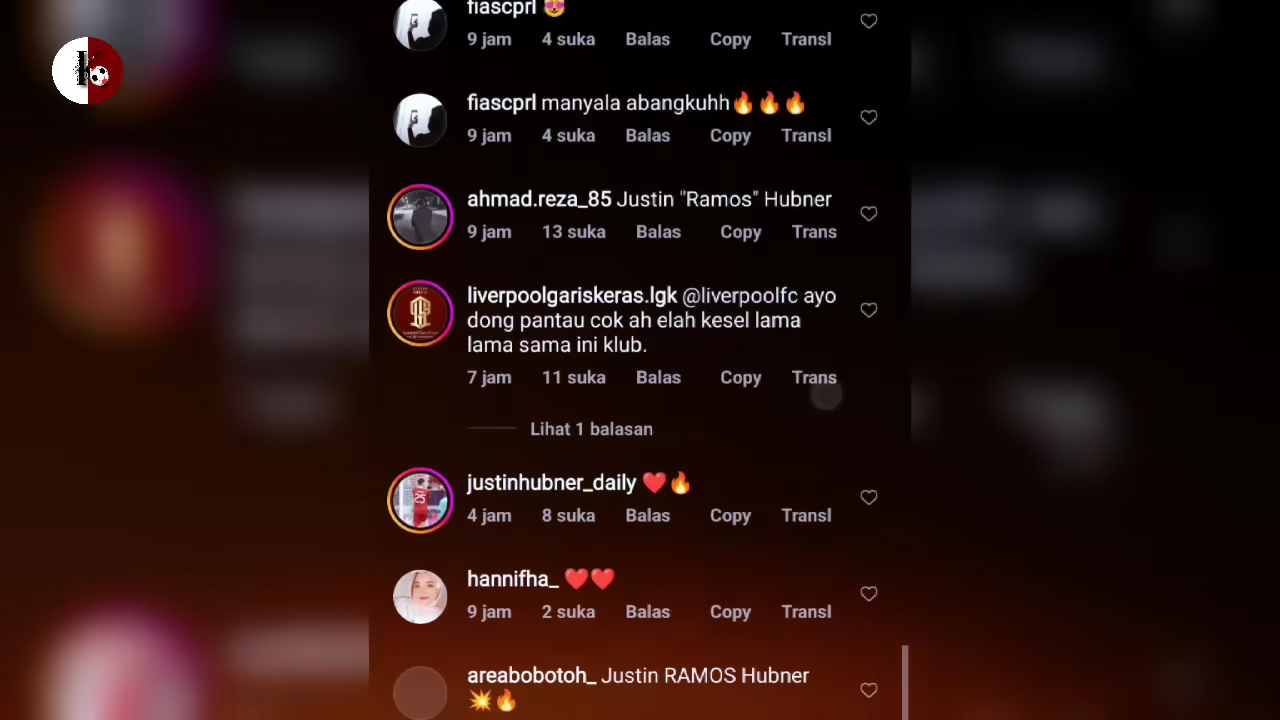 fiascprl 😍
9 jam 4 suka Balas Copy Transl
fiascprl manyala abangkuhh🔥🔥🔥
9 jam 4 suka Balas Copy Transl
ahmad.reza_85 Justin "Ramos" Hubner
9 jam 13 suka Balas Copy Trans
liverpoolgariskeras.lgk @liverpoolfc ayo
dong pantau cok ah elah kesel lama
lama sama ini klub.
7 jam 11 suka Balas Copy Trans
Lihat 1 balasan
justinhubner_daily ❤️🔥
25
4 jam 8 suka Balas Copy Transl
hannifha_ ❤️❤️
9 jam 2 suka Balas Copy Transl
areabobotoh_ Justin RAMOS Hubner
💥🔥